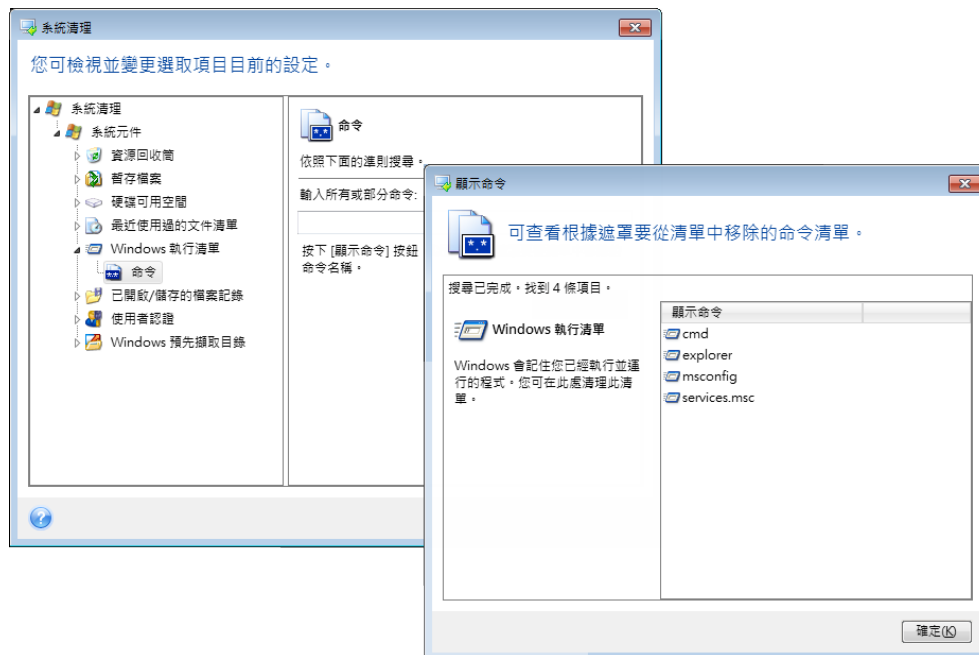 系統清理
您可檢視並變更選取項目目前的設定。
系統清理
系統元件
資源回收筒
暫存檔案
硬碟可用空間
最近使用過的文件清單
Windows 執行清單
命令
已開啟/儲存的檔案記錄
使用者認證
Windows 預先擷取目錄
命令
依照下面的準則搜尋。
輸入所有或部分命令:
按下 [顯示命令] 按鈕
命令名稱。
顯示命令
可查看根據遮罩要從清單中移除的命令清單。
搜尋已完成。找到 4 條項目。
Windows 執行清單
Windows 會記住您已經執行並運
行的程式。您可在此處清理此清
單。
顯示命令
cmd
explorer
msconfig
services.msc
確定(K)